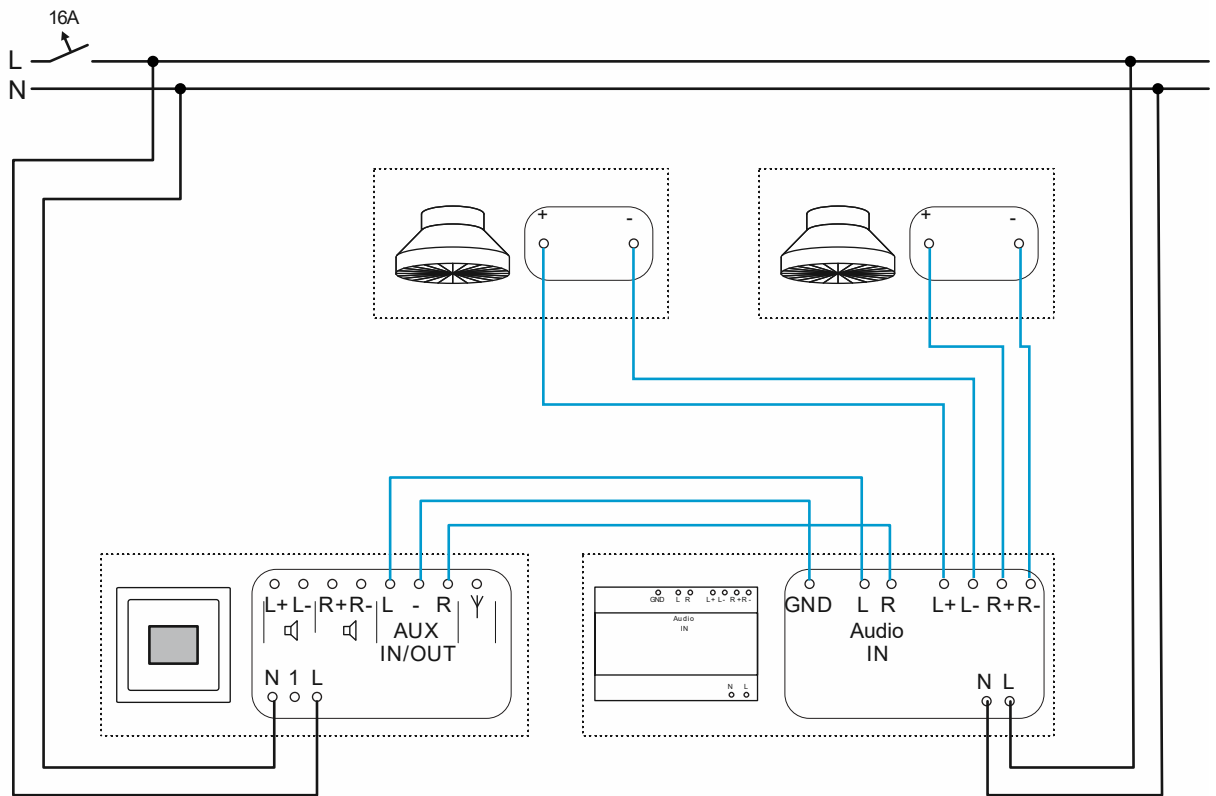 16A
L
N
+ -
+ -
L+ L- R+ R- L - R
AUX
IN/OUT
N 1 L
GND L R L+ L- R+ R-
Audio
IN
N L
GND L R L+ L- R+ R-
Audio
IN
N L